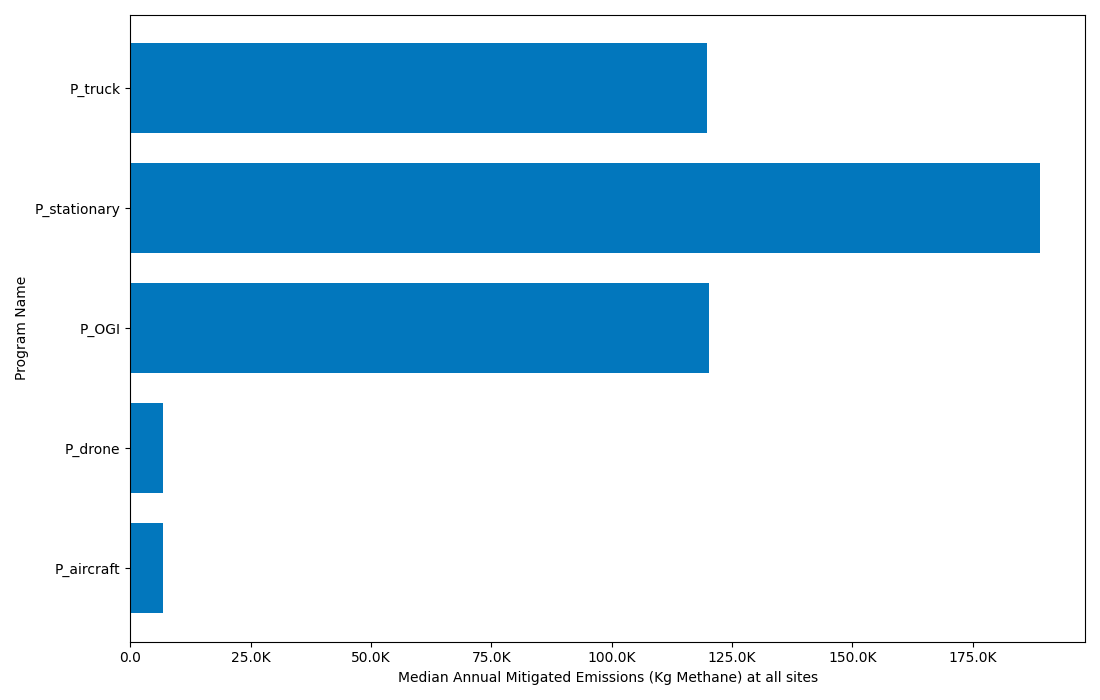 P_truck
P_stationary
P_OGI
P_drone
P_aircraft
Program Name
0.0 25.0K 50.0K 75.0K 100.0K 125.0K 150.0K 175.0K
Median Annual Mitigated Emissions (Kg Methane) at all sites